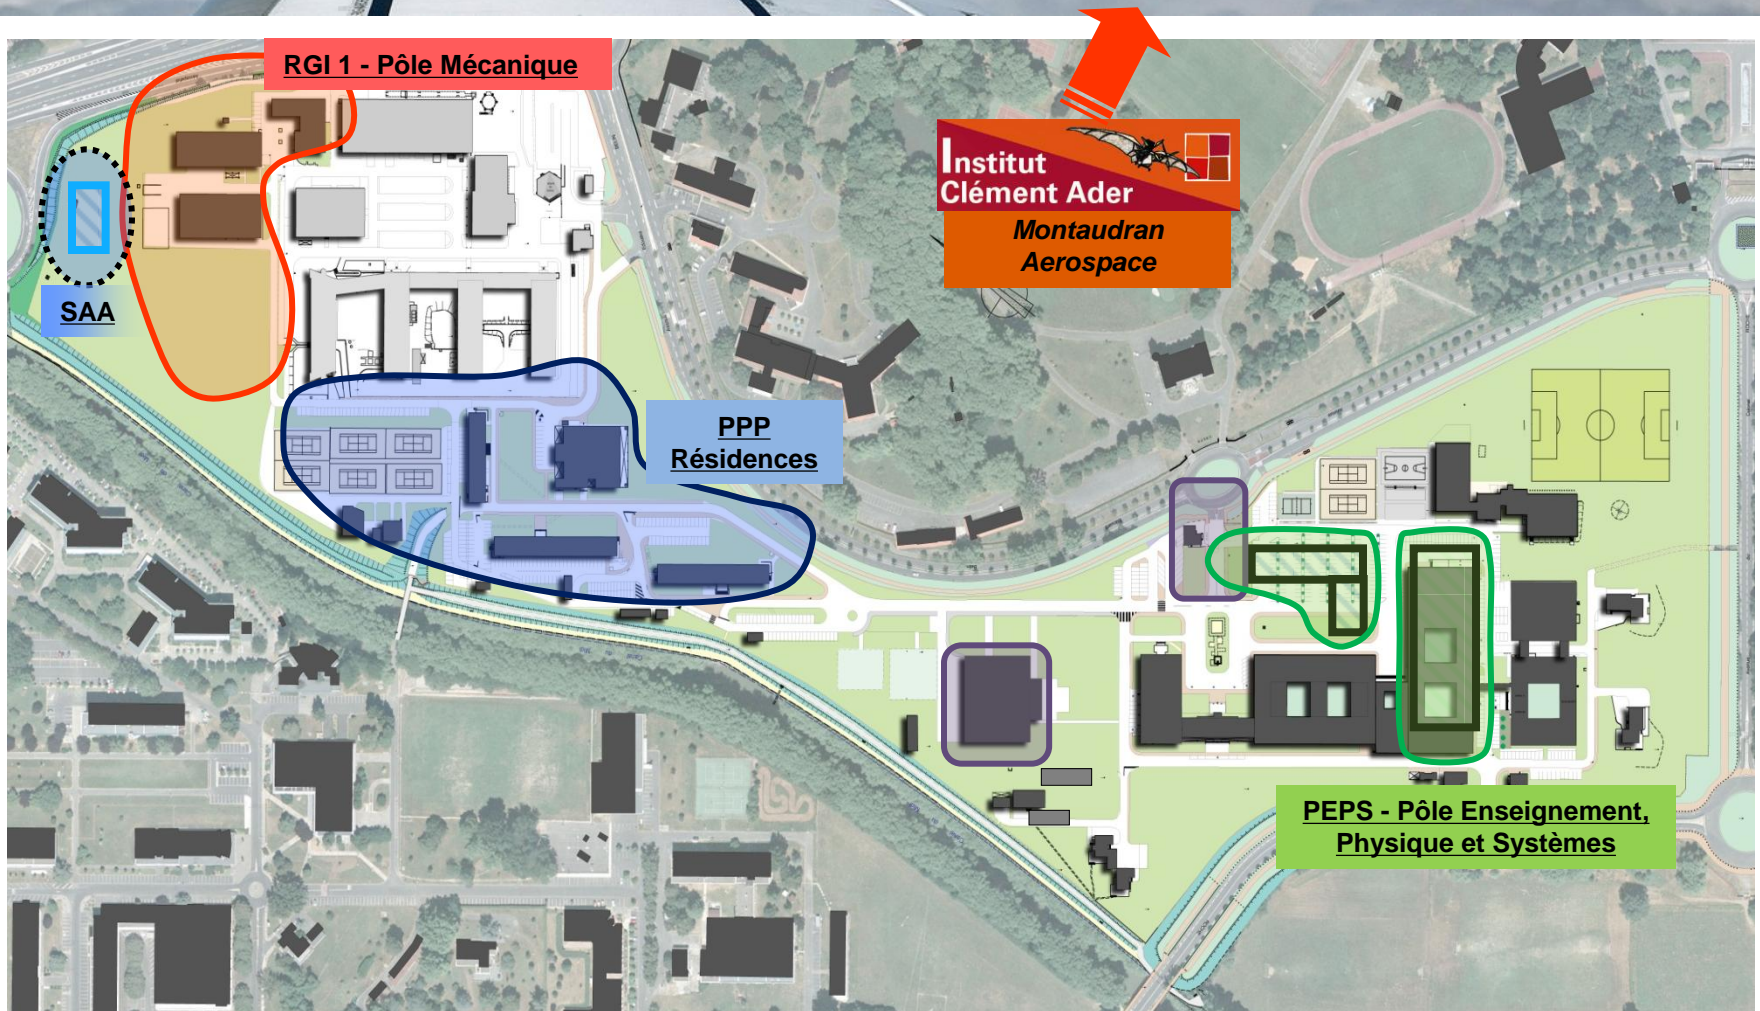 RGI 1 - Pôle Mécanique
Institut
Clément Ader
Montaudran
Aerospace
SAA
PPP
Résidences
PEPS - Pôle Enseignement,
Physique et Systèmes